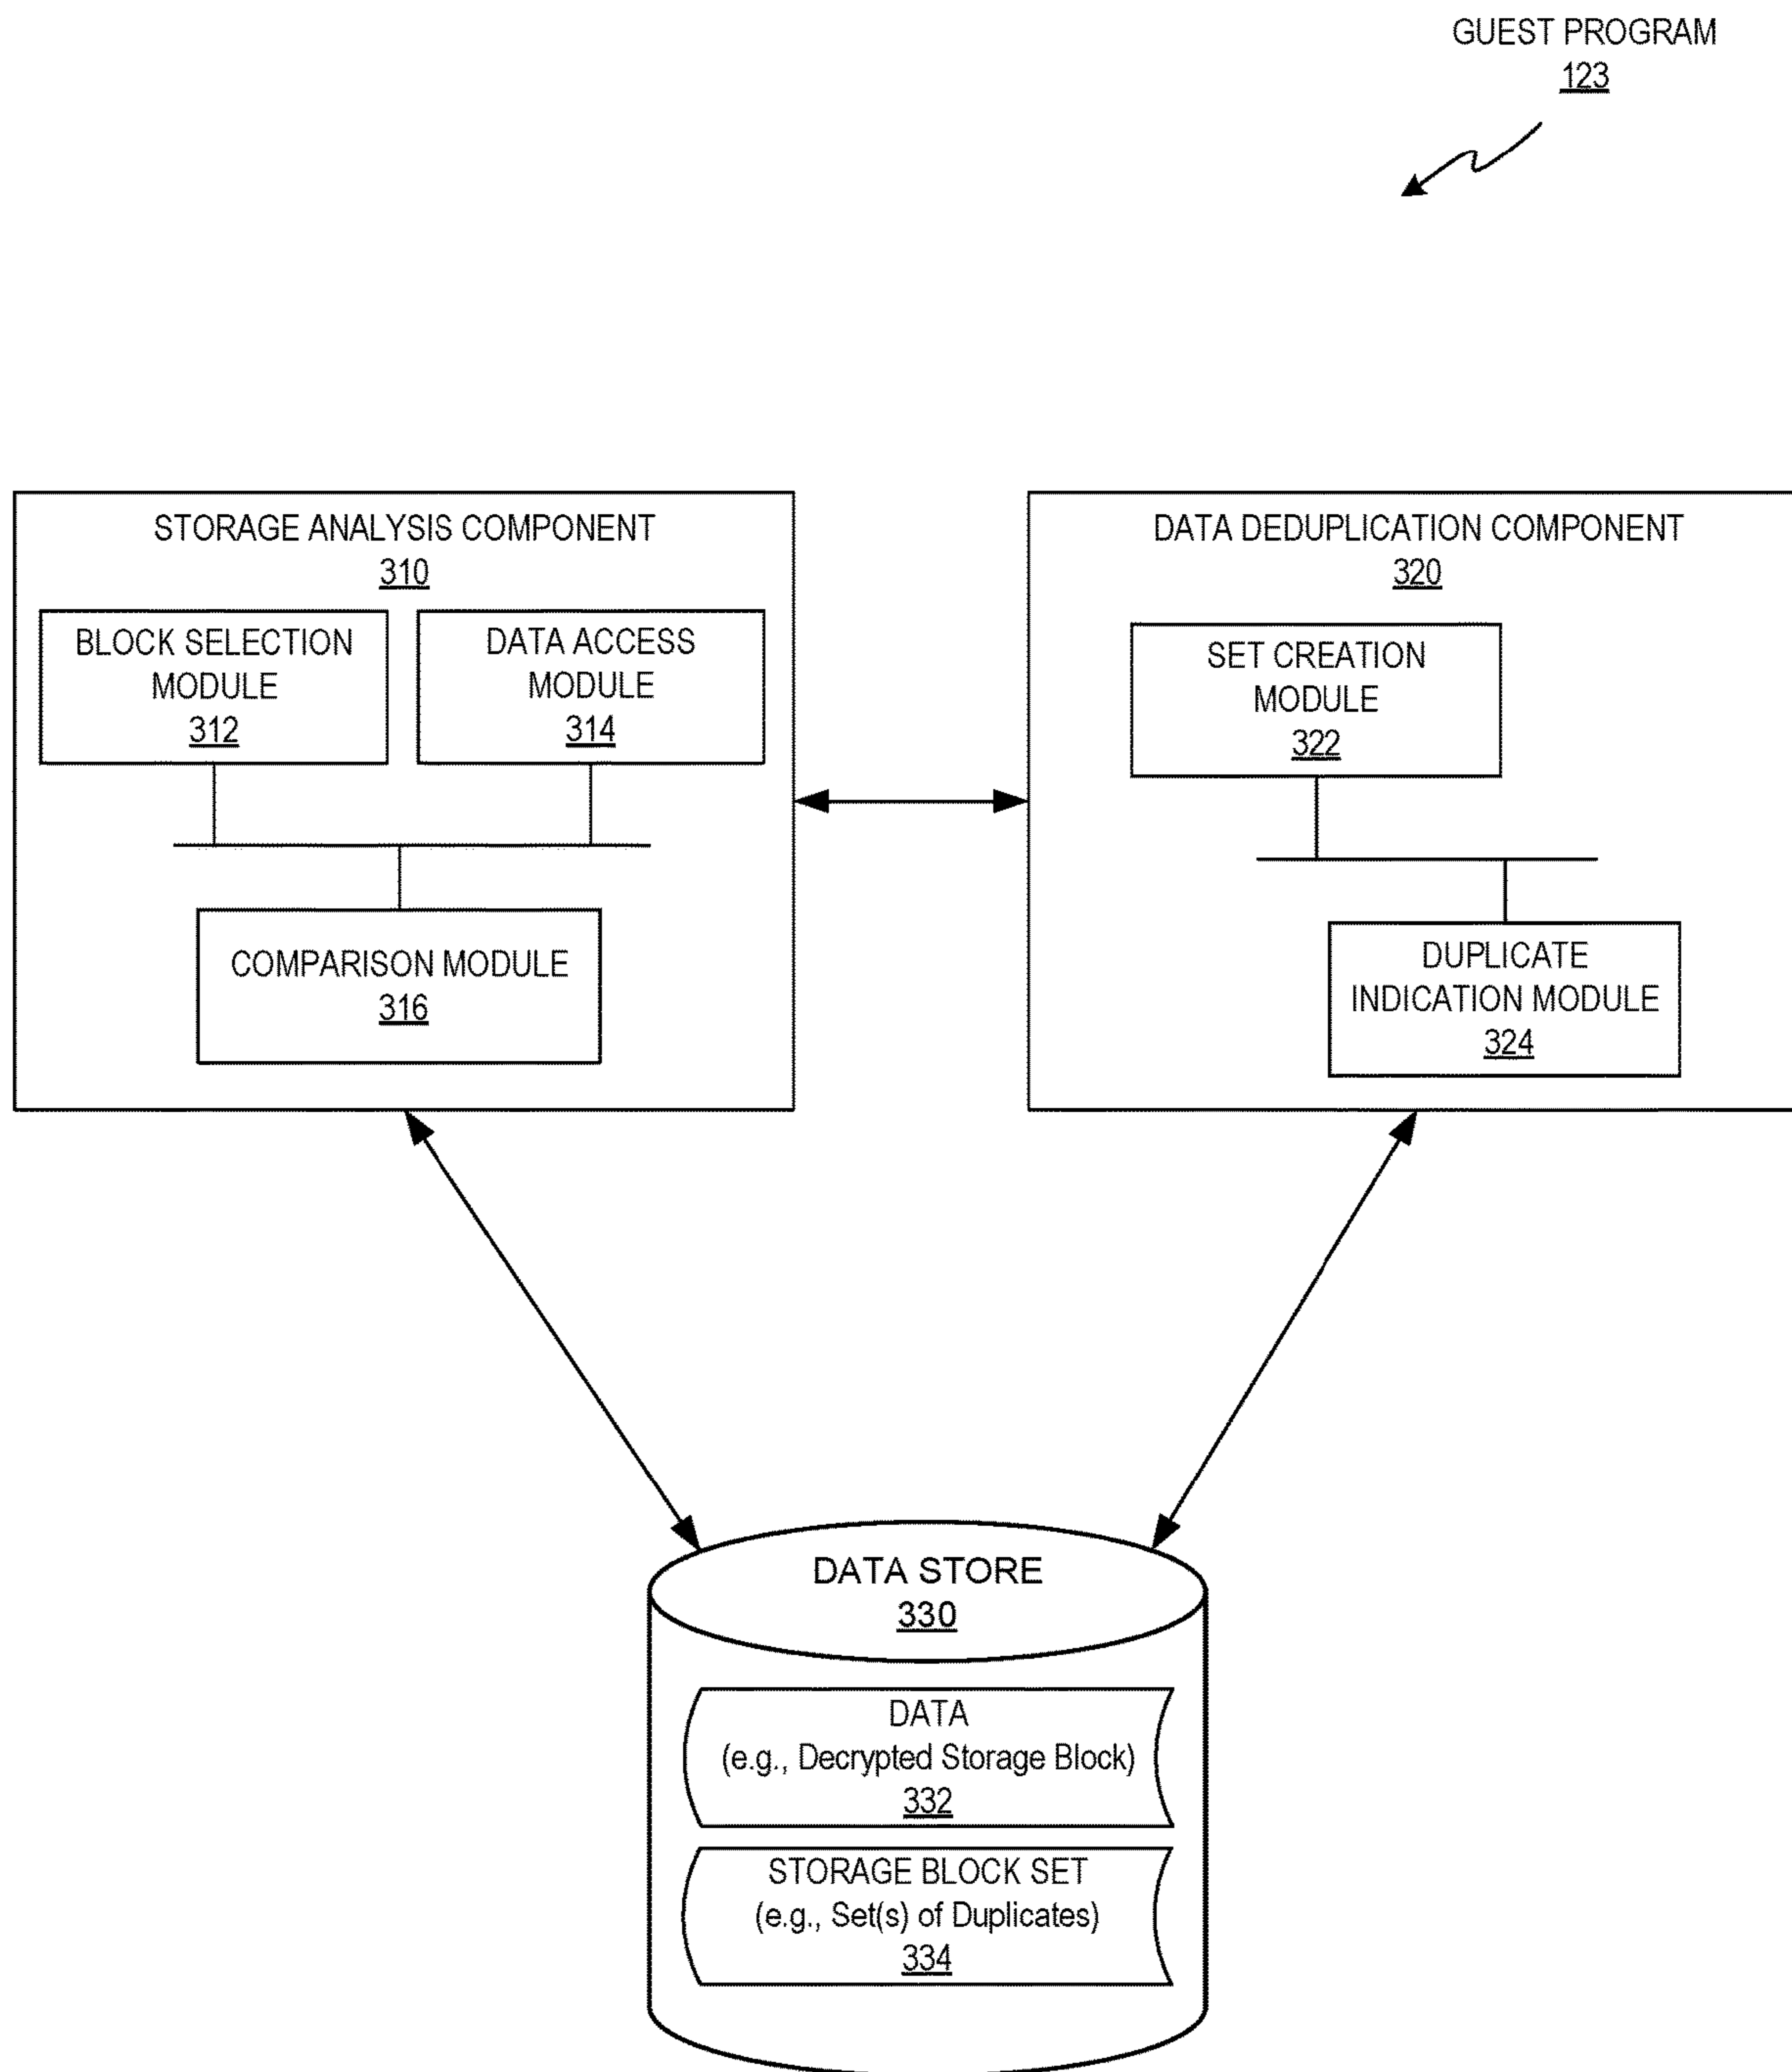 GUEST PROGRAM
123
STORAGE ANALYSIS COMPONENT
310
BLOCK SELECTION
MODULE
312
DATA ACCESS
MODULE
314
COMPARISON MODULE
316
DATA DEDUPLICATION COMPONENT
320
SET CREATION
MODULE
322
DUPLICATE
INDICATION MODULE
324
DATA STORE
330
DATA
(e.g., Decrypted Storage Block)
332
STORAGE BLOCK SET
(e.g., Set(s) of Duplicates)
334